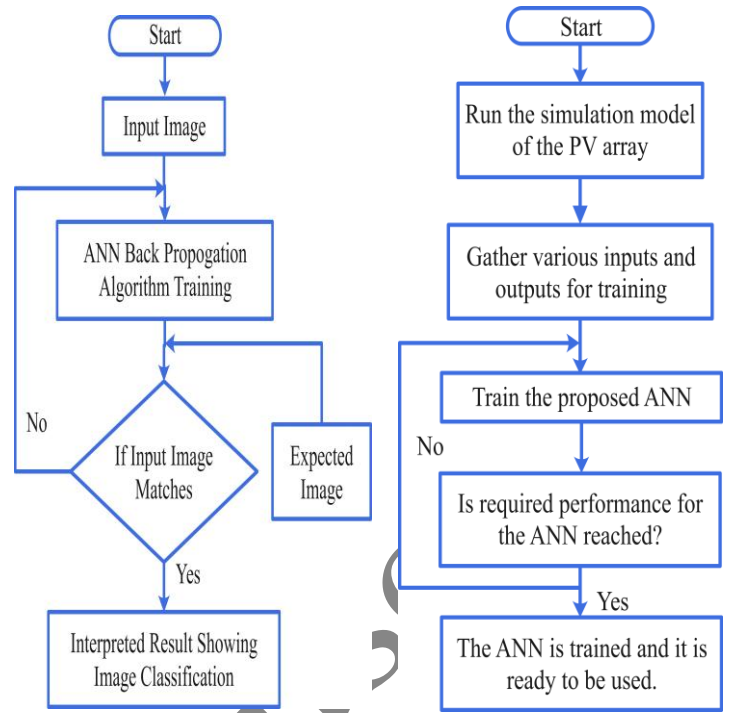 Start
Input Image
ANN Back Propogation
Algorithm Training
No
If Input Image
Matches
Expected
Image
Yes
Interpreted Result Showing
Image Classification
Start
Run the simulation model
of the PV array
Gather various inputs and
outputs for training
Train the proposed ANN
No
Is required performance for
the ANN reached?
Yes
The ANN is trained and it is
ready to be used.